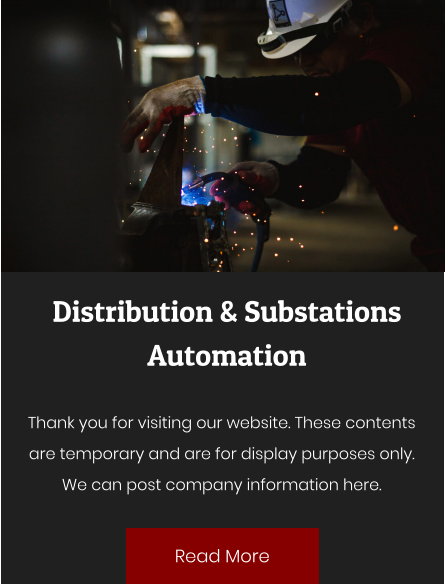 Distribution & Substations
Automation
Thank you for visiting our website. These contents
are temporary and are for display purposes only.
We can post company information here.
Read More